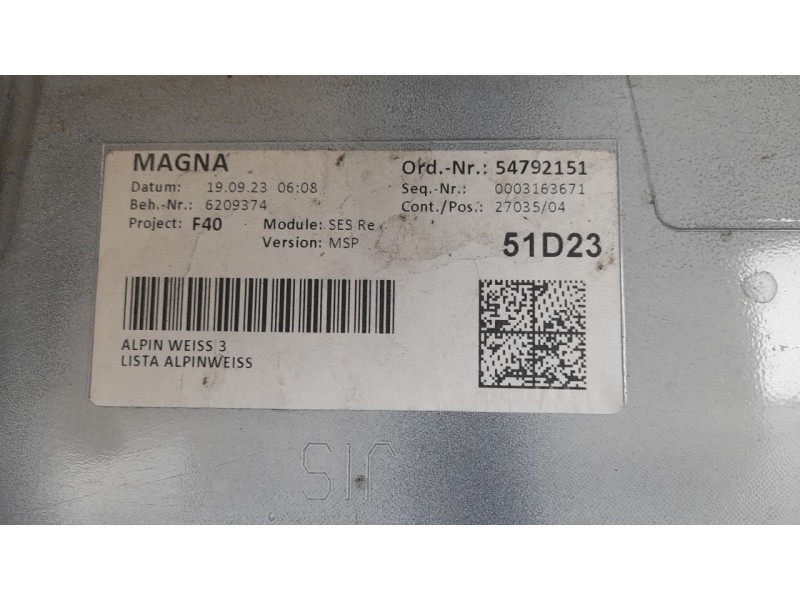 MAGNA Ord.-Nr.: 54792151
Datum: 19.09.23 06:08 Seq.-Nr.: 0003163671
Beh.-Nr.: 6209374 Cont./Pos.: 27035/04
Project: F40 Module: SES Re
Version: MSP 51D23
ALPIN WEISS 3
LISTA ALPINWEISS